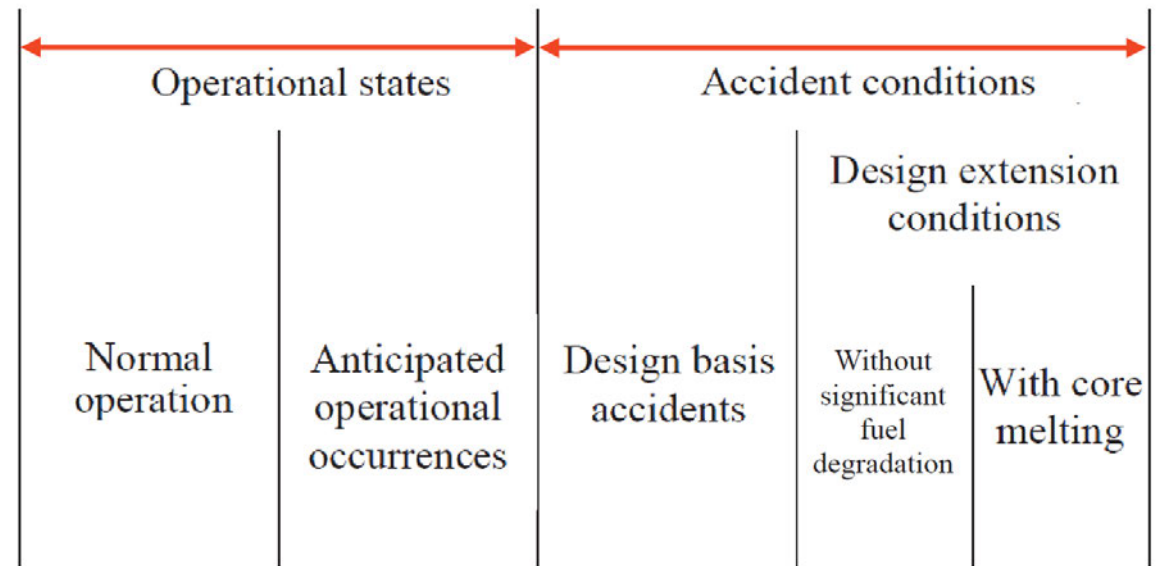 Operational states
Accident conditions
Design extension
conditions
Normal
operation
Anticipated
operational
occurrences
Design basis
accidents
Without
significant
fuel
degradation
With core
melting